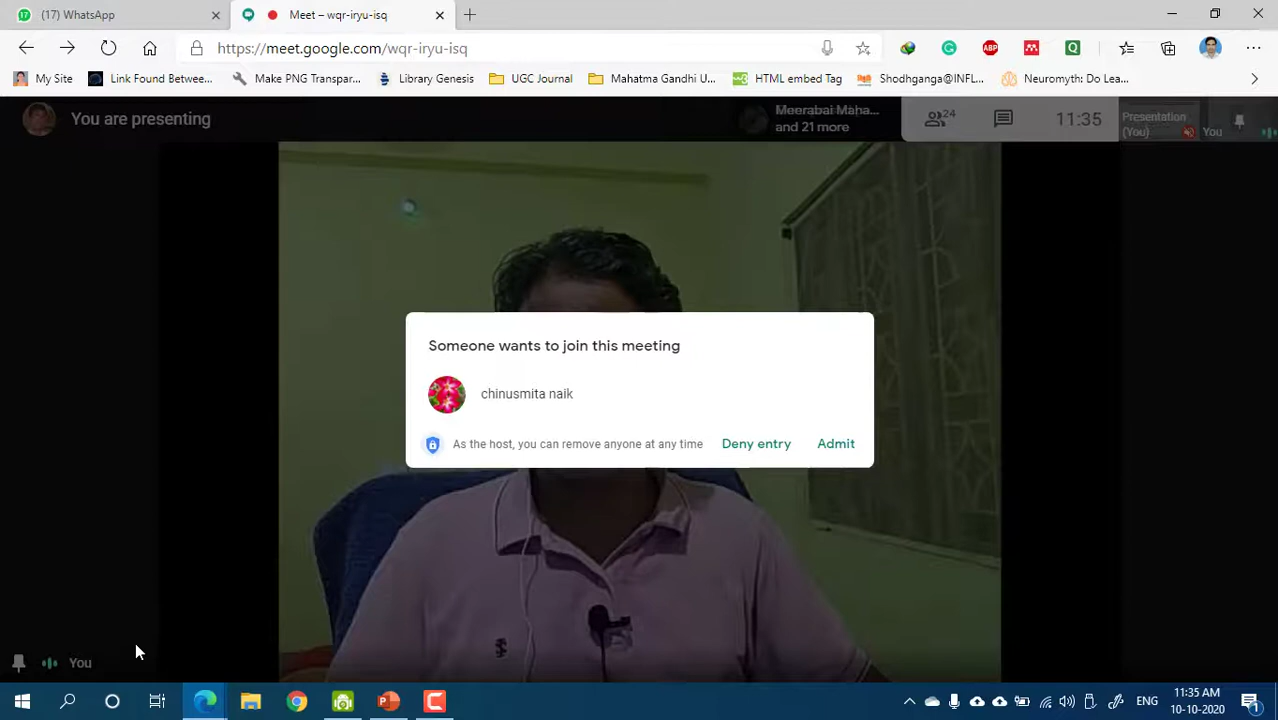 (17) WhatsApp
Meet – wqr-iryu-isq
https://meet.google.com/wqr-iryu-isq
ABP
My Site
Link Found Betwee...
Make PNG Transpar...
Library Genesis
UGC Journal
Mahatma Gandhi U...
HTML embed Tag
Shodhganga@INFL...
Neuromyth: Do Lea...
You are presenting
Meerabai Maha...
and 21 more
24
11:35
Presentation
(You)
You
Someone wants to join this meeting
chinusmita naik
As the host, you can remove anyone at any time
Deny entry
Admit
You
ENG
11:35 AM
10-10-2020
1